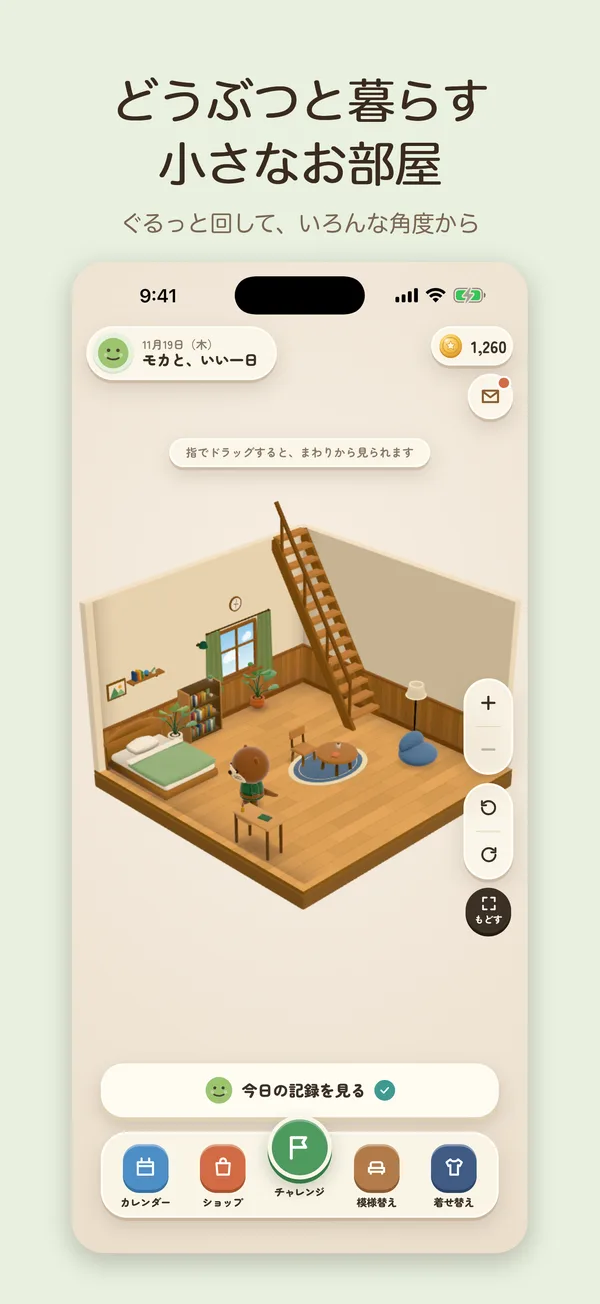 どうぶつと暮らす
小さなお部屋
ぐるっと回して、いろんな角度から
9:41
11月19日（木）
モカと、いい一日
1,260
指でドラッグすると、まわりから見られます
もどす
今日の記録を見る
カレンダー
ショップ
チャレンジ
模様替え
着せ替え